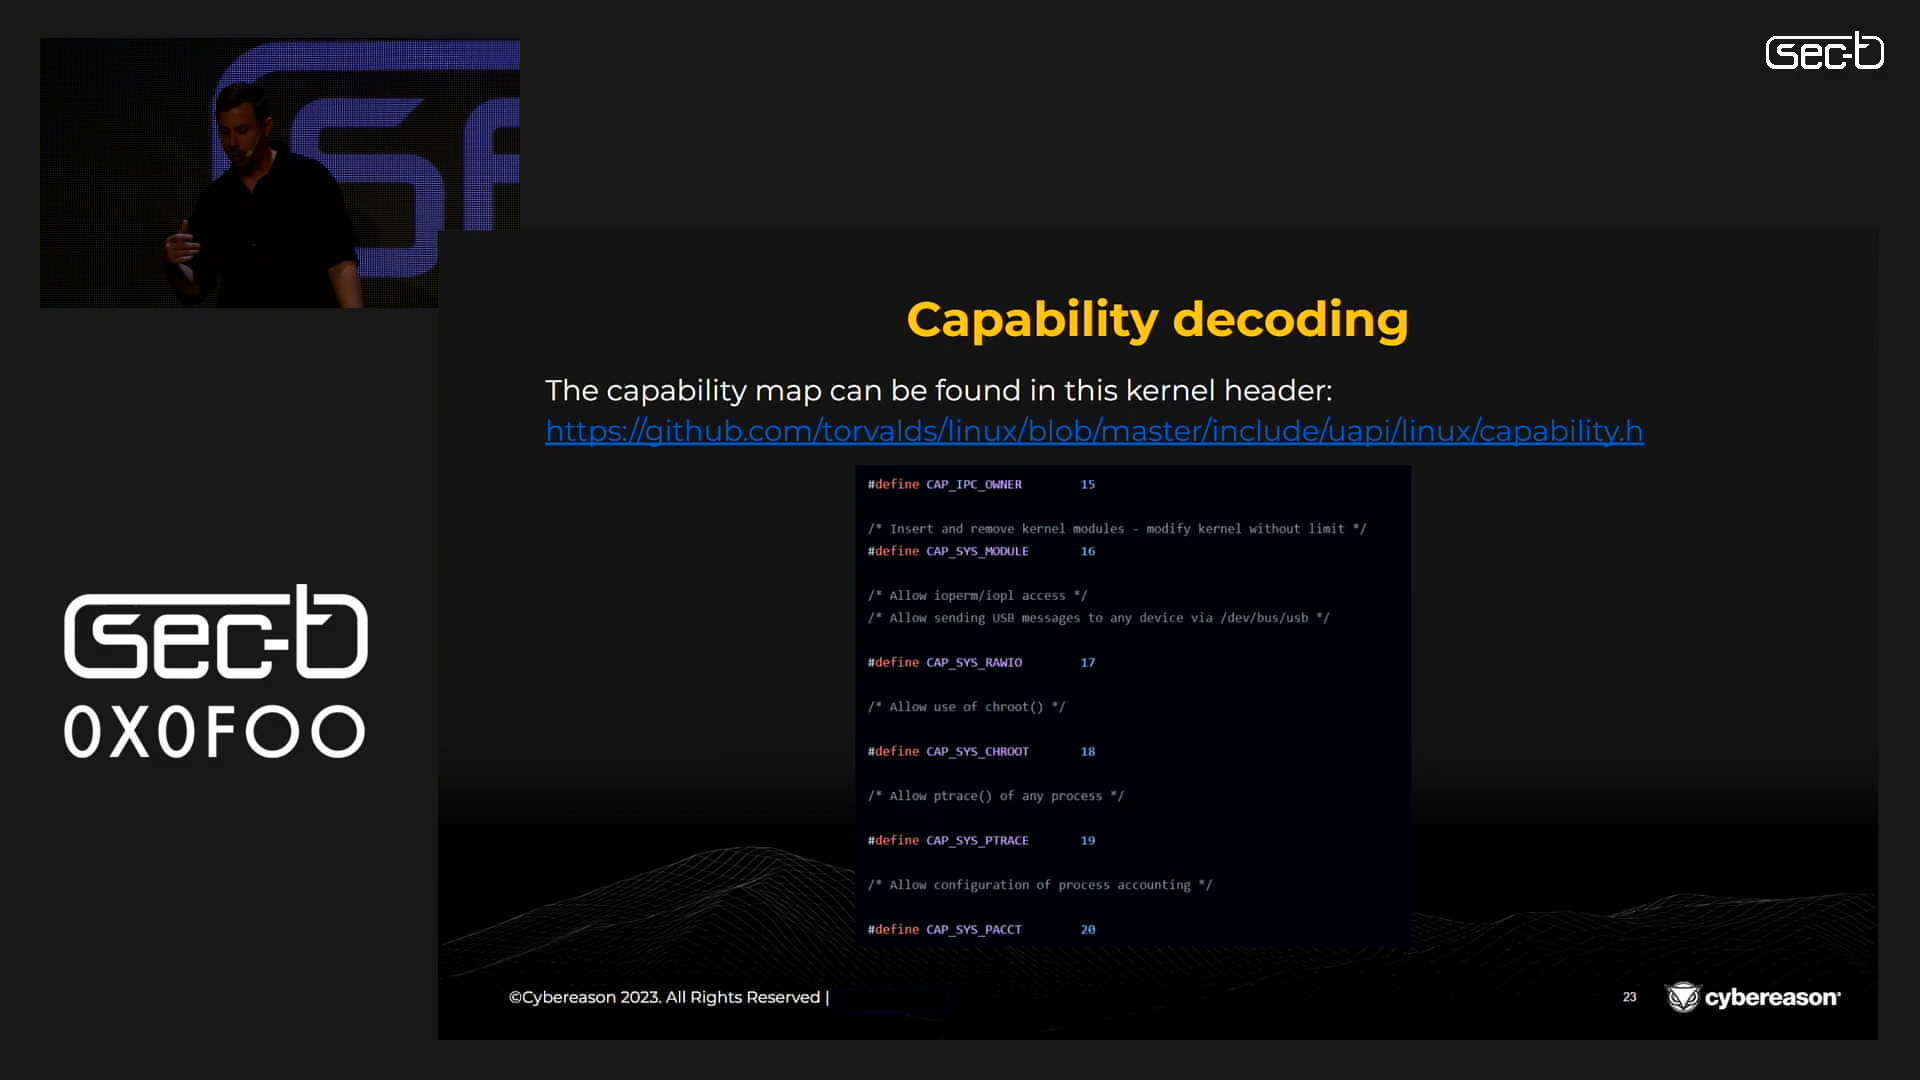 sec-t
Capability decoding
The capability map can be found in this kernel header:
https://github.com/torvalds/linux/blob/master/include/uapi/linux/capability.h
#define CAP_IPC_OWNER 15
/* Insert and remove kernel modules - modify kernel without limit */
#define CAP_SYS_MODULE 16
/* Allow ioperm/iopl access */
/* Allow sending USB messages to any device via /dev/bus/usb */
#define CAP_SYS_RAWIO 17
/* Allow use of chroot() */
#define CAP_SYS_CHROOT 18
/* Allow ptrace() of any process */
#define CAP_SYS_PTRACE 19
/* Allow configuration of process accounting */
#define CAP_SYS_PACCT 20
sec-t
0X0F00
©Cybereason 2023. All Rights Reserved |
23
cybereason®